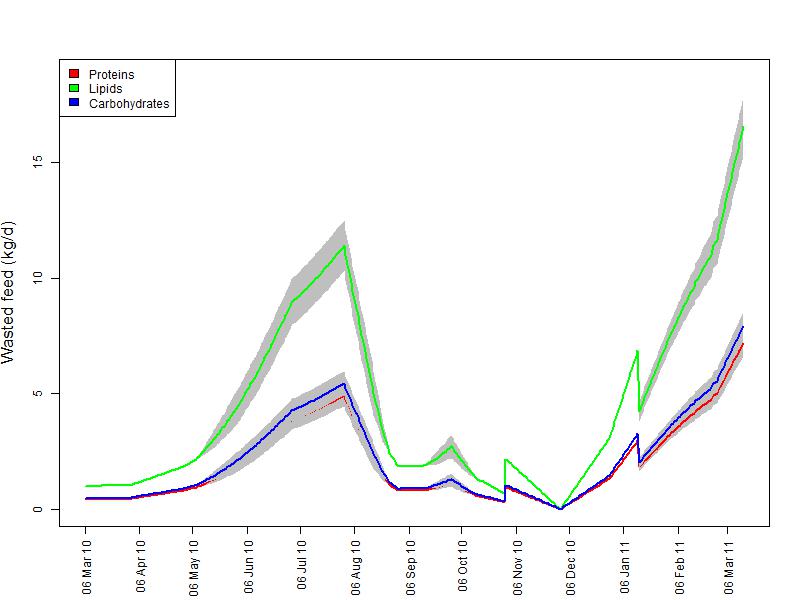 Proteins
Lipids
Carbohydrates
Wasted feed (kg/d)
15
10
5
0
06 Mar 10
06 Apr 10
06 May 10
06 Jun 10
06 Jul 10
06 Aug 10
06 Sep 10
06 Oct 10
06 Nov 10
06 Dec 10
06 Jan 11
06 Feb 11
06 Mar 11